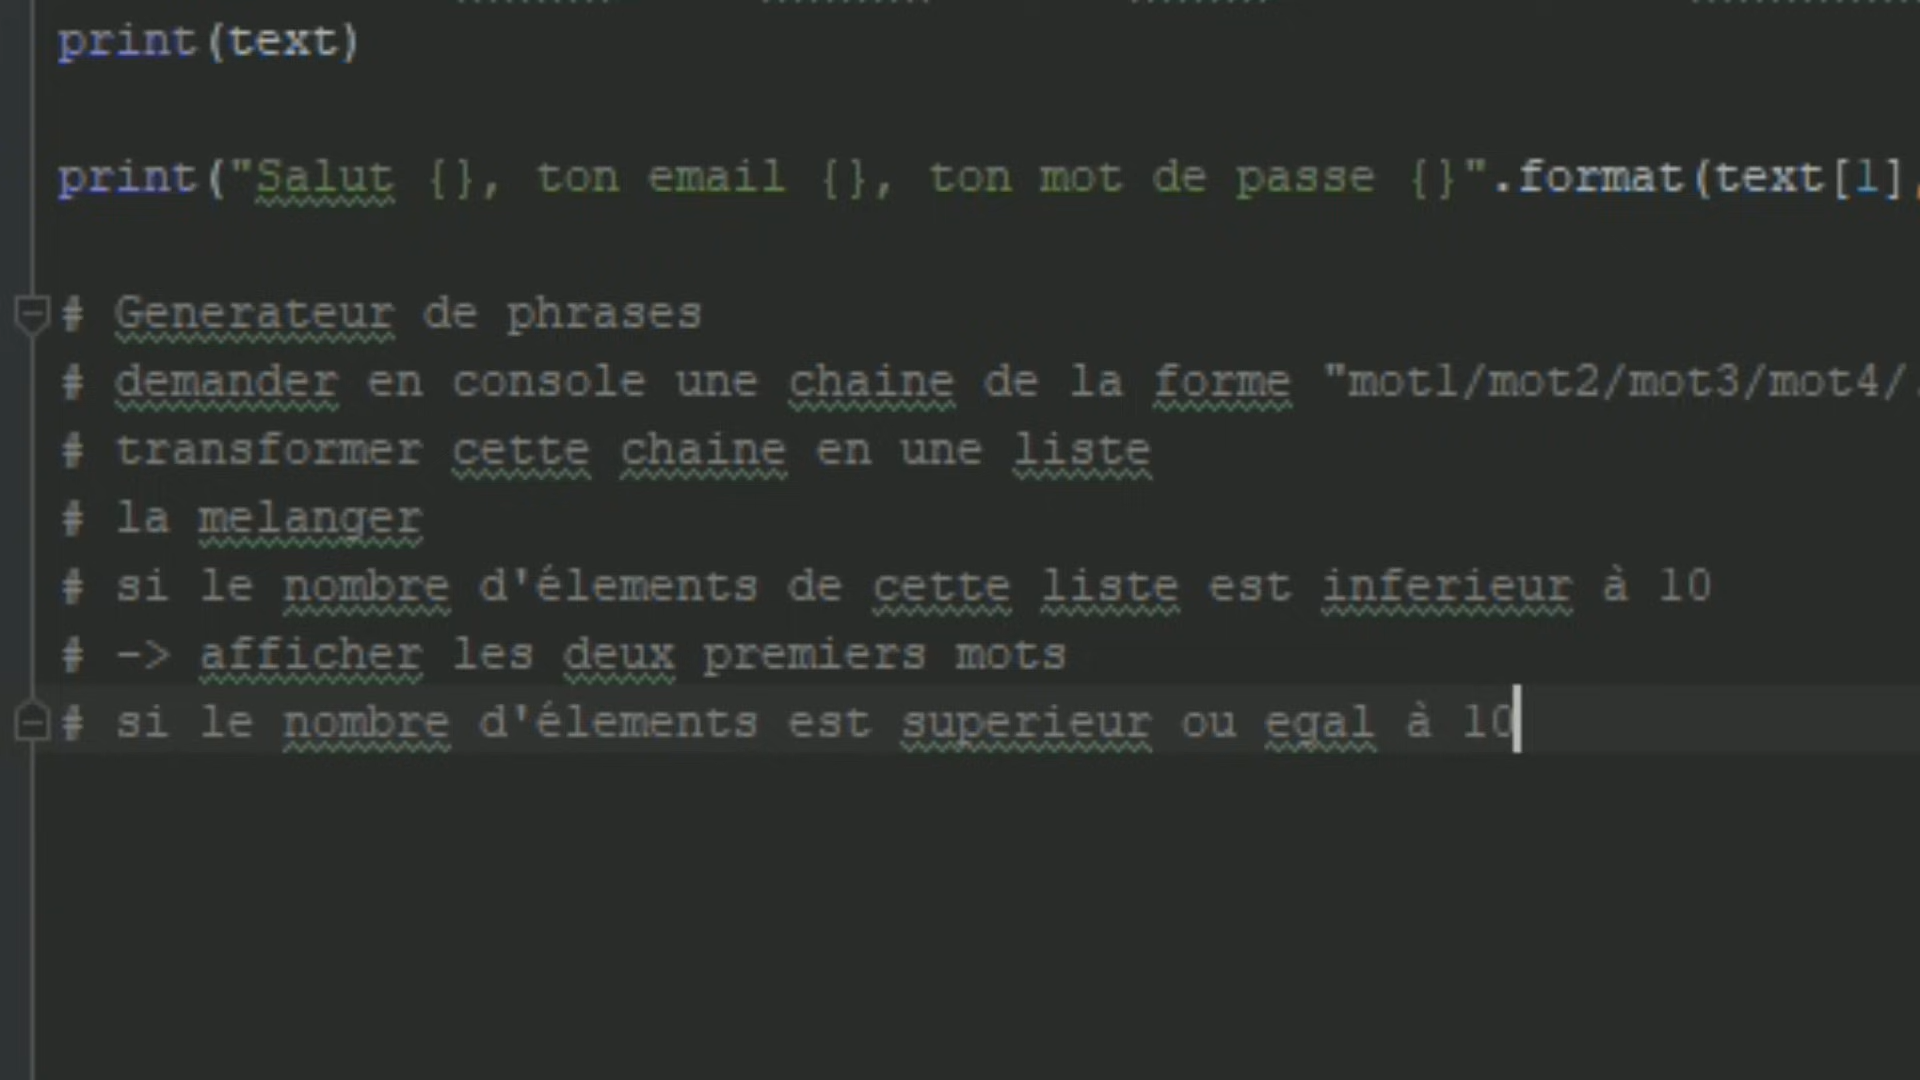 print(text)
print("Salut {}, ton email {}, ton mot de passe {}".format(text[1],
# Generateur de phrases
# demander en console une chaine de la forme "mot1/mot2/mot3/mot4/
# transformer cette chaine en une liste
# la melanger
# si le nombre d'élements de cette liste est inferieur à 10
# -> afficher les deux premiers mots
# si le nombre d'élements est superieur ou egal à 10